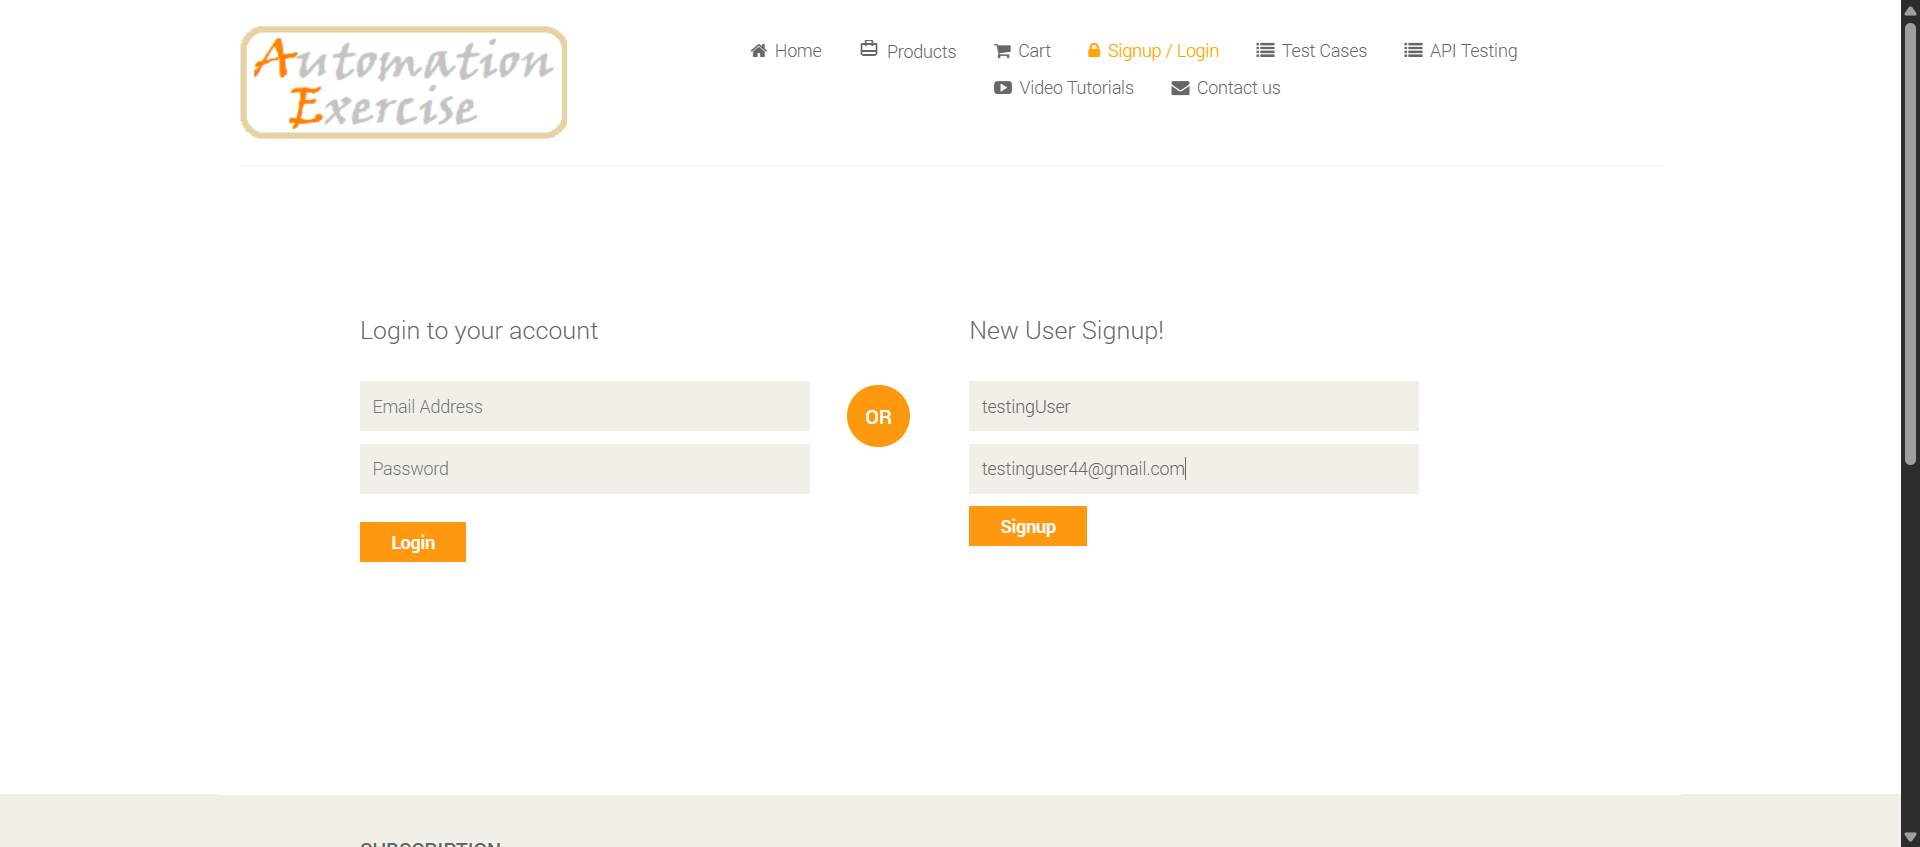 Automation
Exercise
Home Products Cart Signup / Login Test Cases API Testing
Video Tutorials Contact us
Login to your account
Email Address
Password
Login
OR
New User Signup!
testingUser
testinguser44@gmail.com
Signup
SUBSCRIPTION